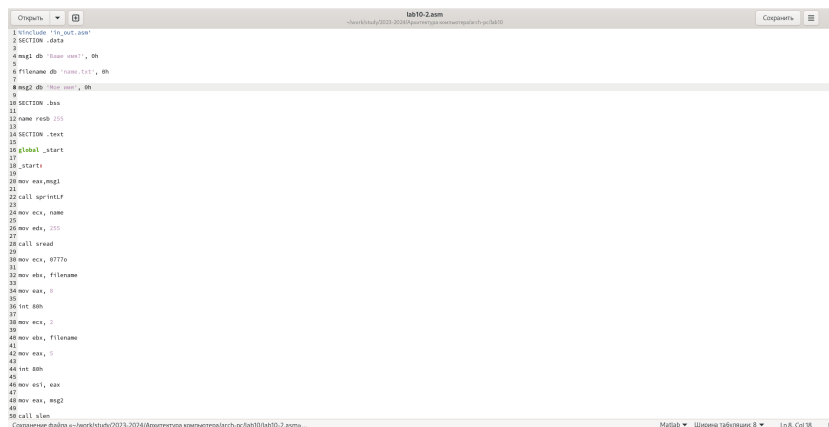 Открыть
lab10-2.asm
~/work/study/2023-2024/Архитектура компьютера/arch-pc/lab10
Сохранить
1 %include 'in_out.asm'
2 SECTION .data
3
4 msg1 db 'Ваше имя?', 0h
5
6 filename db 'name.txt', 0h
7
8 msg2 db 'Мое имя', 0h
9
10 SECTION .bss
11
12 name resb 255
13
14 SECTION .text
15
16 global _start
17
18 _start:
19
20 mov eax,msg1
21
22 call sprintLF
23
24 mov ecx, name
25
26 mov edx, 255
27
28 call sread
29
30 mov ecx, 0777o
31
32 mov ebx, filename
33
34 mov eax, 8
35
36 int 80h
37
38 mov ecx, 2
39
40 mov ebx, filename
41
42 mov eax, 5
43
44 int 80h
45
46 mov esi, eax
47
48 mov eax, msg2
49
50 call slen
Сохранение файла «~/work/study/2023-2024/Архитектура компьютера/arch-pc/lab10/lab10-2.asm»...
Matlab Ширина табуляции: 8 Ln 8, Col 18